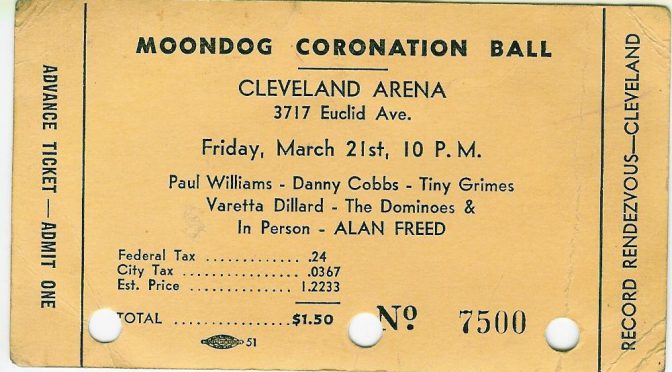 MOONDOG CORONATION BALL
CLEVELAND ARENA
3717 Euclid Ave.
Friday, March 21st, 10 P. M.
Paul Williams - Danny Cobbs - Tiny Grimes
Varetta Dillard - The Dominoes &
In Person - ALAN FREED
Federal Tax .............. .24
City Tax .................. .0367
Est. Price ................ 1.2233
TOTAL ................ $1.50
51
No 7500
ADVANCE TICKET — ADMIT ONE
RECORD RENDEZVOUS—CLEVELAND